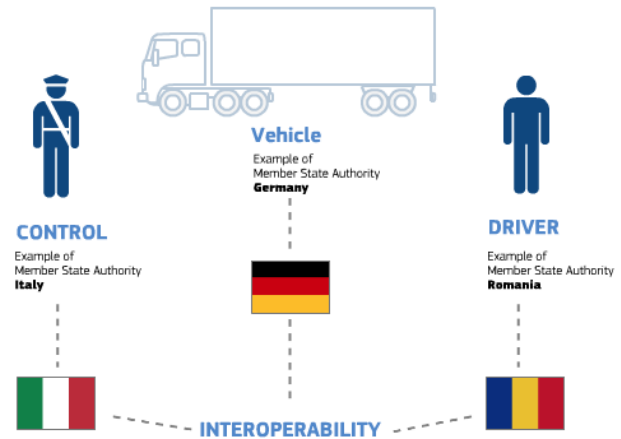 Vehicle
Example of
Member State Authority
Germany
CONTROL
Example of
Member State Authority
Italy
DRIVER
Example of
Member State Authority
Romania
INTEROPERABILITY